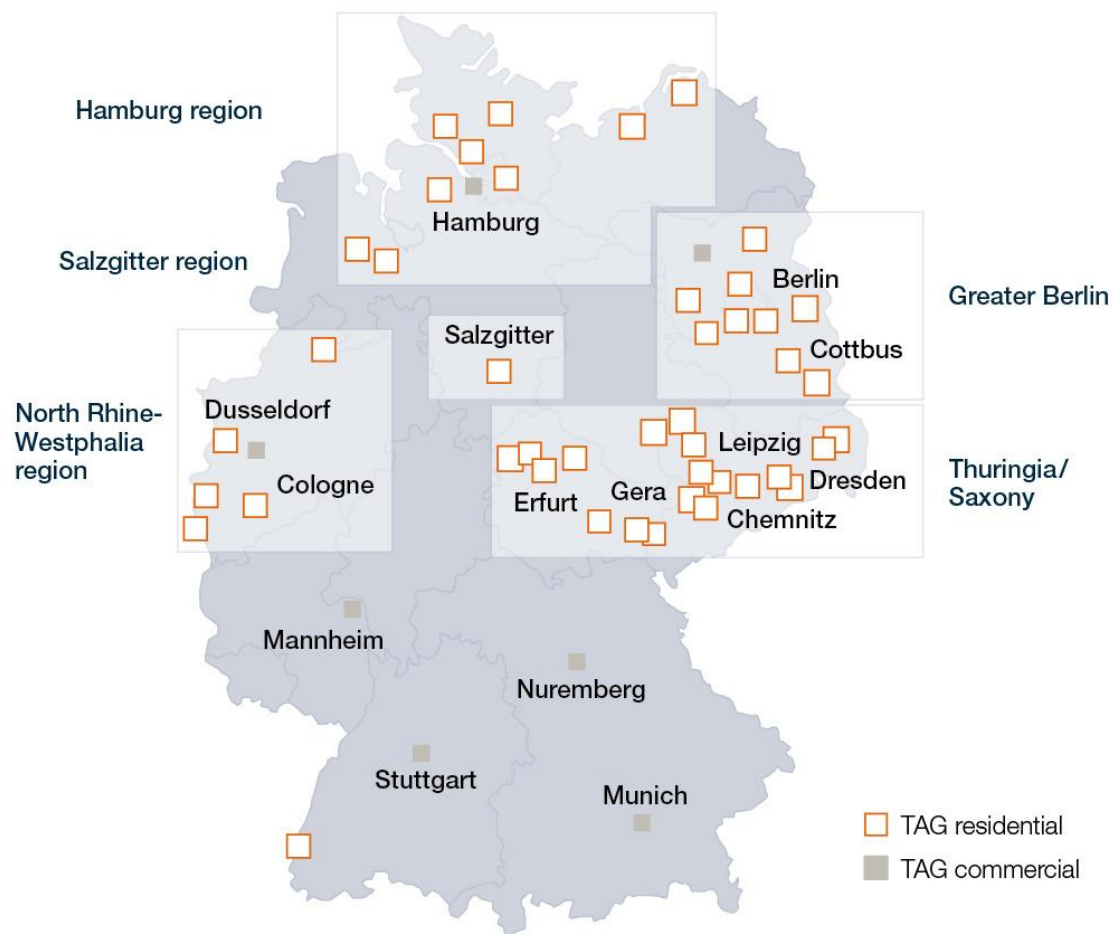 Hamburg region
Hamburg
Salzgitter region
Berlin
Greater Berlin
Salzgitter
Cottbus
North Rhine-
Westphalia
region
Dusseldorf
Cologne
Leipzig
Dresden
Thuringia/
Saxony
Erfurt
Gera
Chemnitz
Mannheim
Nuremberg
Stuttgart
Munich
TAG residential
TAG commercial